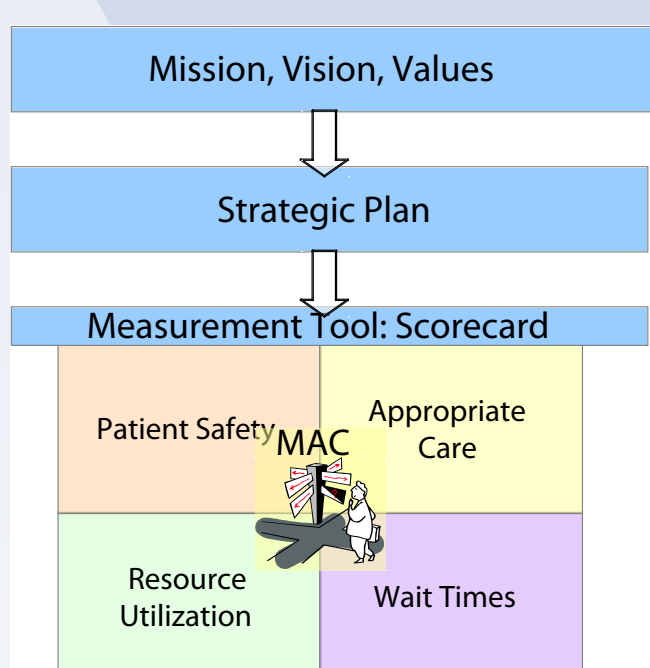 Mission, Vision, Values
Strategic Plan
Measurement Tool: Scorecard
Patient Safety
Appropriate
Care
MAC
Resource
Utilization
Wait Times